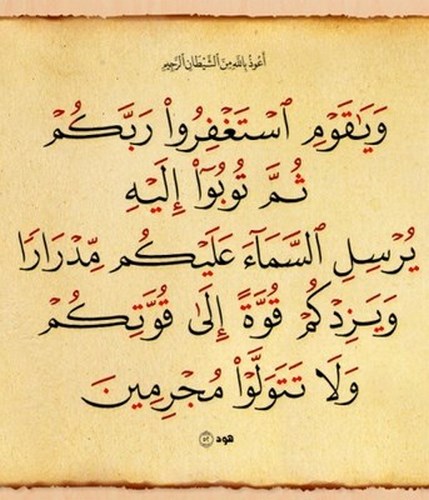 أعوذ بالله من الشيطان الرجيم
وَيَٰقَوْمِ ٱسْتَغْفِرُوا۟ رَبَّكُمْ
ثُمَّ تُوبُوٓا۟ إِلَيْهِ
يُرْسِلِ ٱلسَّمَآءَ عَلَيْكُم مِّدْرَارًا
وَيَزِدْكُمْ قُوَّةً إِلَىٰ قُوَّتِكُمْ
وَلَا تَتَوَلَّوْا۟ مُجْرِمِينَ
هود ٥٢